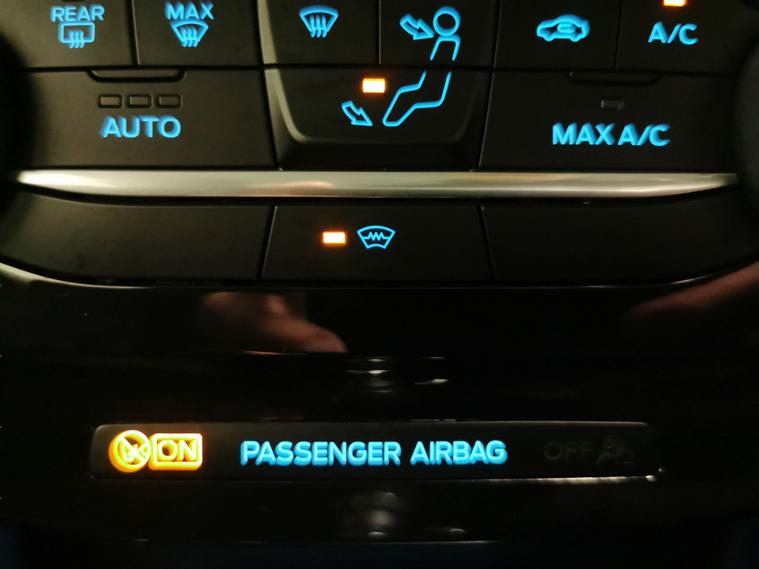 REAR
MAX
A/C
AUTO
MAX A/C
ON PASSENGER AIRBAG OFF